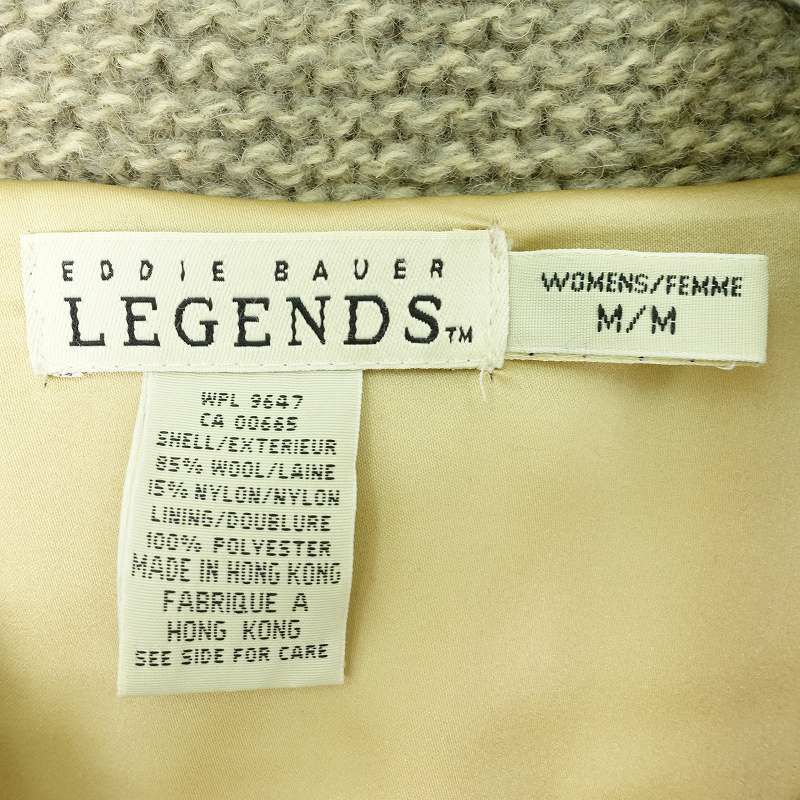 EDDIE BAUER
LEGENDS™
WOMENS/FEMME
M/M
WPL 9647
CA 00665
SHELL/EXTERIEUR
85% WOOL/LAINE
15% NYLON/NYLON
LINING/DOUBLURE
100% POLYESTER
MADE IN HONG KONG
FABRIQUE A
HONG KONG
SEE SIDE FOR CARE